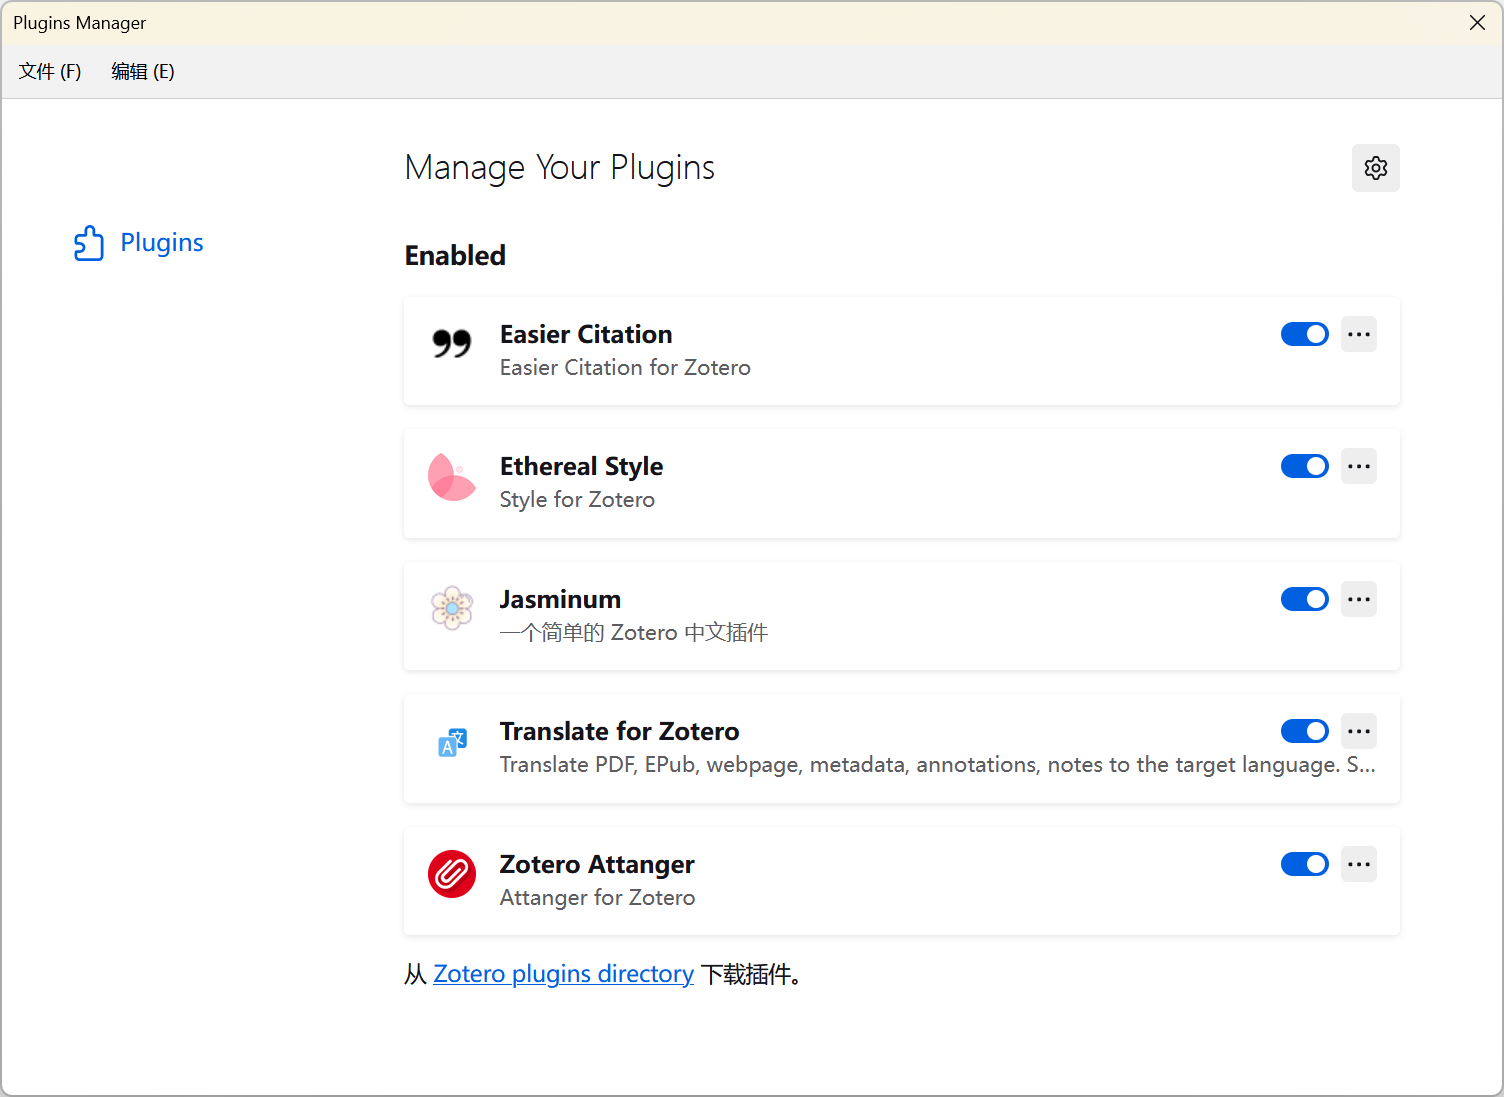 Plugins Manager
文件 (F) 编辑 (E)
Manage Your Plugins
Plugins
Enabled
Easier Citation
Easier Citation for Zotero
Ethereal Style
Style for Zotero
Jasminum
一个简单的 Zotero 中文插件
A文
Translate for Zotero
Translate PDF, EPub, webpage, metadata, annotations, notes to the target language. S...
Zotero Attanger
Attanger for Zotero
从 Zotero plugins directory 下载插件。